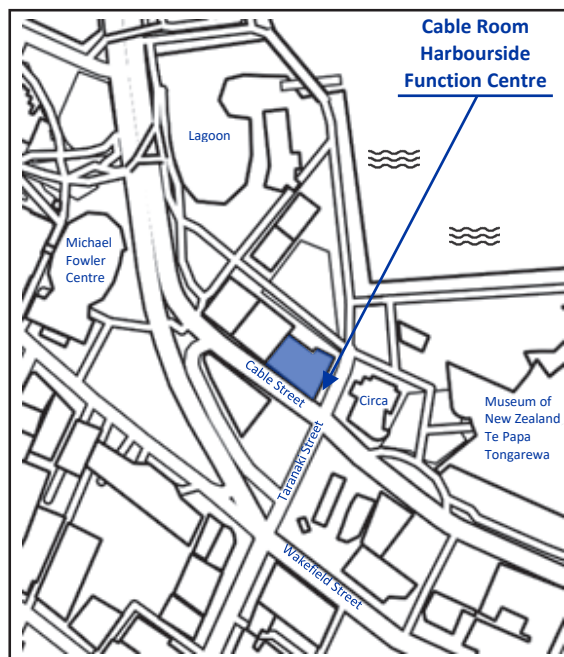 Cable Room
Harbourside
Function Centre
Lagoon
Michael
Fowler
Centre
Cable Street
Circa
Museum of
New Zealand
Te Papa
Tongarewa
Taranaki Street
Wakefield Street